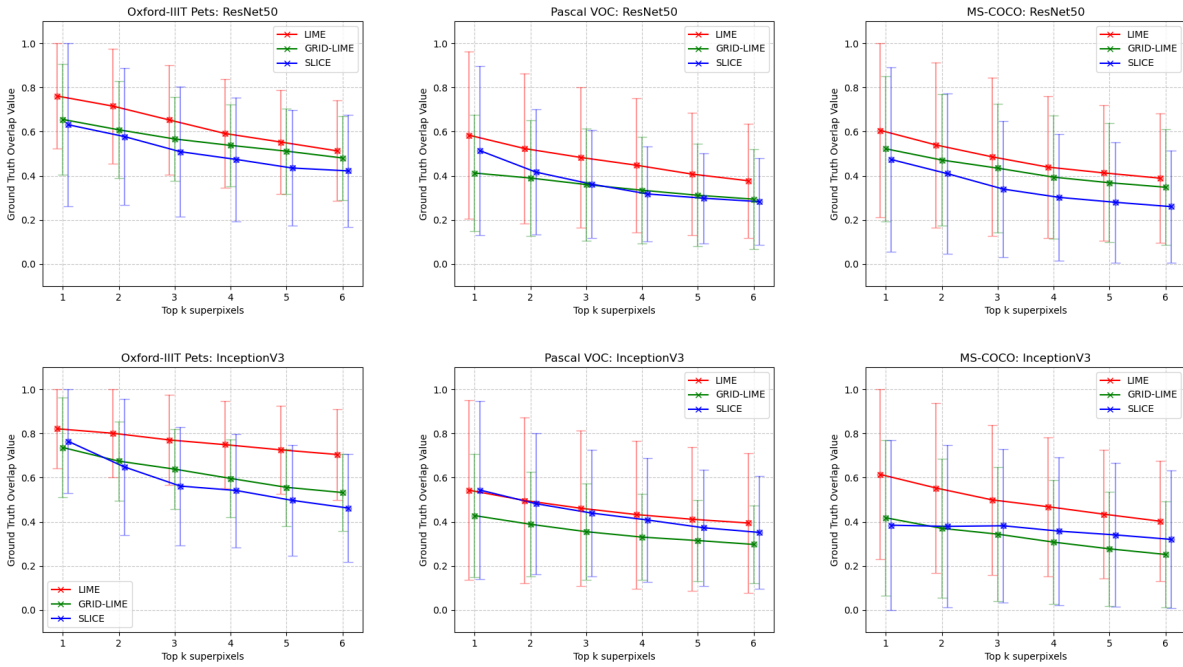 Oxford-IIIT Pets: ResNet50
Ground Truth Overlap Value
1.0
0.8
0.6
0.4
0.2
0.0
LIME
GRID-LIME
SLICE
1 2 3 4 5 6
Top k superpixels
Pascal VOC: ResNet50
Ground Truth Overlap Value
1.0
0.8
0.6
0.4
0.2
0.0
LIME
GRID-LIME
SLICE
1 2 3 4 5 6
Top k superpixels
MS-COCO: ResNet50
Ground Truth Overlap Value
1.0
0.8
0.6
0.4
0.2
0.0
LIME
GRID-LIME
SLICE
1 2 3 4 5 6
Top k superpixels
Oxford-IIIT Pets: InceptionV3
Ground Truth Overlap Value
1.0
0.8
0.6
0.4
0.2
0.0
LIME
GRID-LIME
SLICE
1 2 3 4 5 6
Top k superpixels
Pascal VOC: InceptionV3
Ground Truth Overlap Value
1.0
0.8
0.6
0.4
0.2
0.0
LIME
GRID-LIME
SLICE
1 2 3 4 5 6
Top k superpixels
MS-COCO: InceptionV3
Ground Truth Overlap Value
1.0
0.8
0.6
0.4
0.2
0.0
LIME
GRID-LIME
SLICE
1 2 3 4 5 6
Top k superpixels